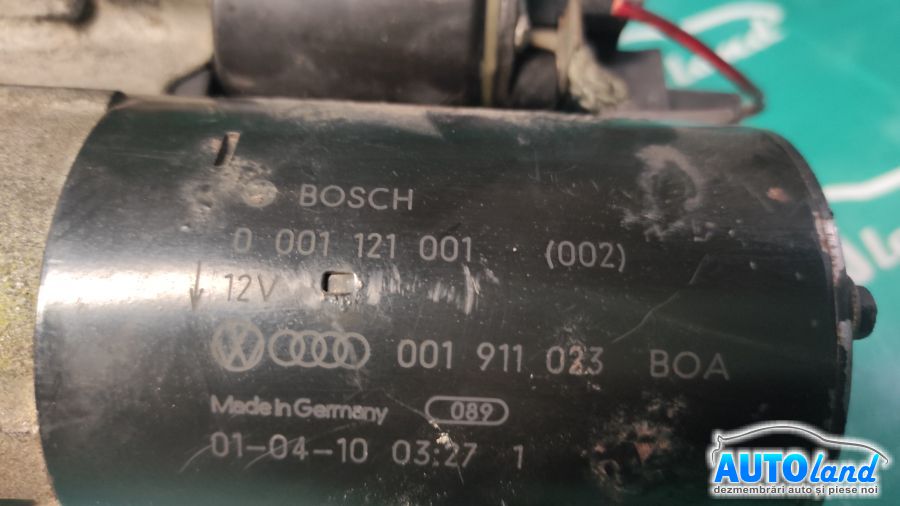 BOSCH
0 001 121 001 (002)
12V
001 911 023 BOA
Made in Germany 089
01-04-10 03:27 1
AUTOland
dezmembrări auto și piese noi